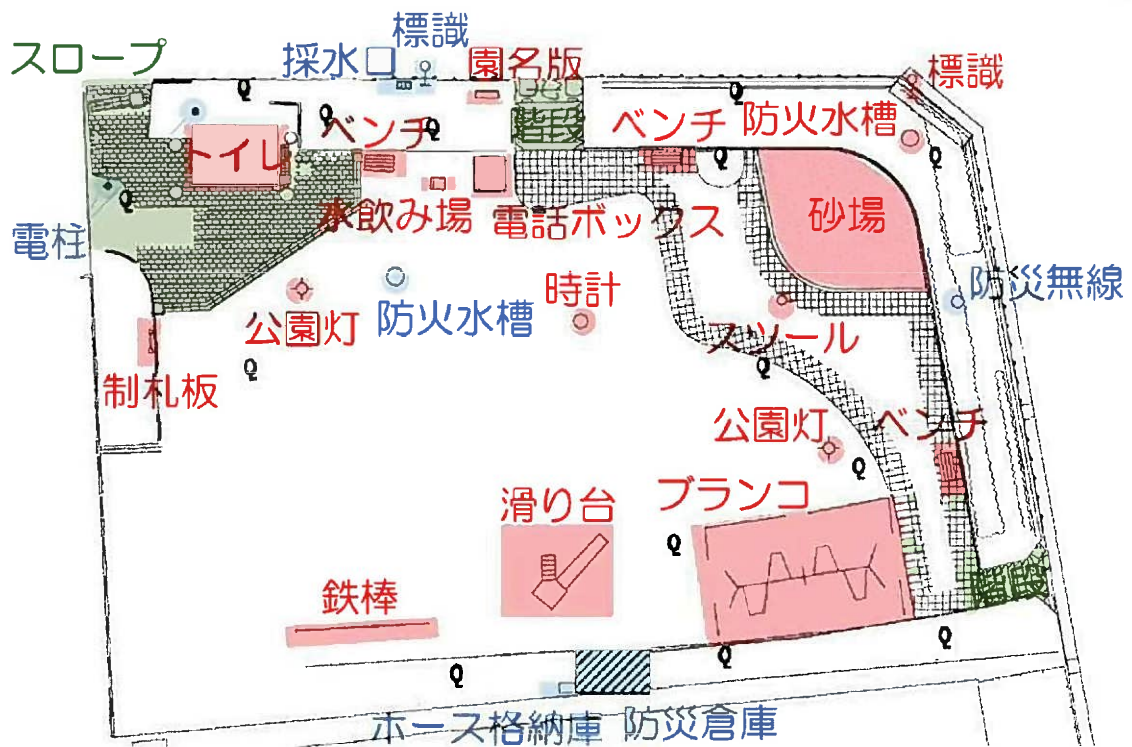 標識
スロープ
採水口
園名版
標識
Q
Q
Q
ベンチ
Q
階段
ベンチ
防火水槽
トイレ
Q
Q
Q
水飲み場
電話ボックス
砂場
電柱
時計
防災無線
公園灯
防火水槽
スツール
Q
Q
制札板
公園灯
ベンチ
Q
滑り台
ブランコ
Q
鉄棒
階段
Q
Q
Q
ホース格納庫
防災倉庫